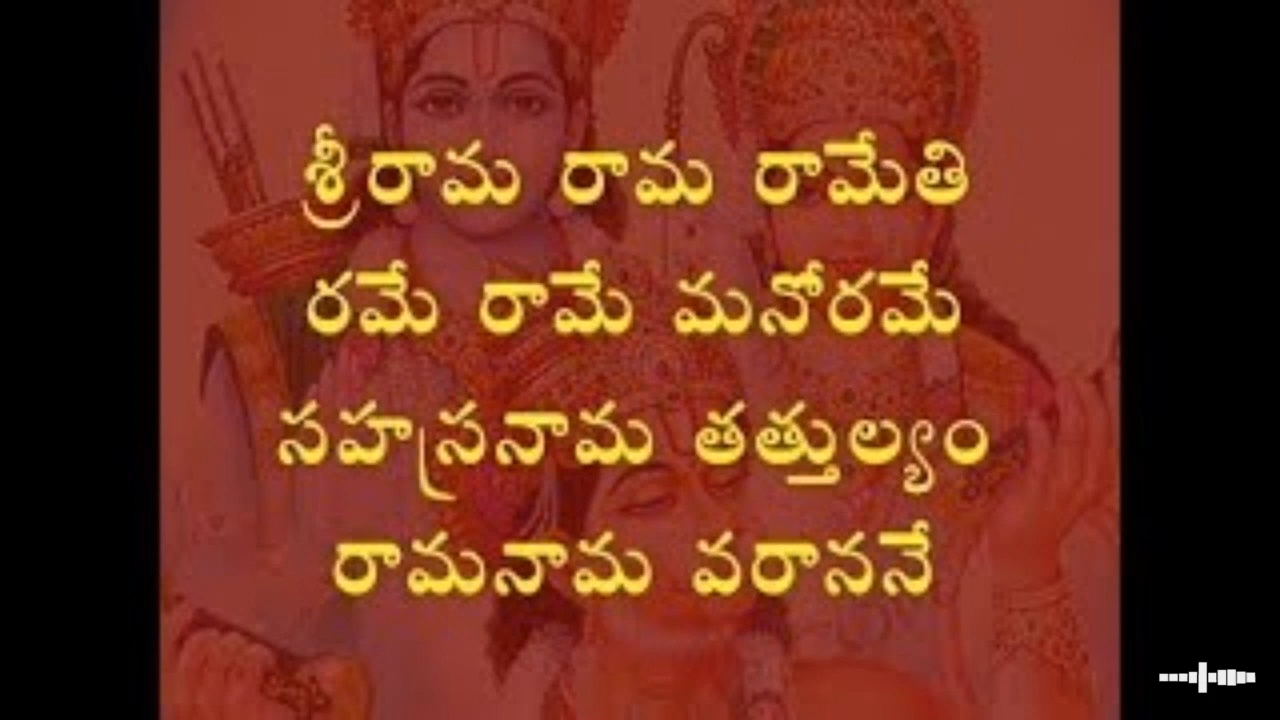 శ్రీరామ రామ రామేతి
రమే రామే మనోరమే
సహస్రనామ తత్తుల్యం
రామనామ వరాననే